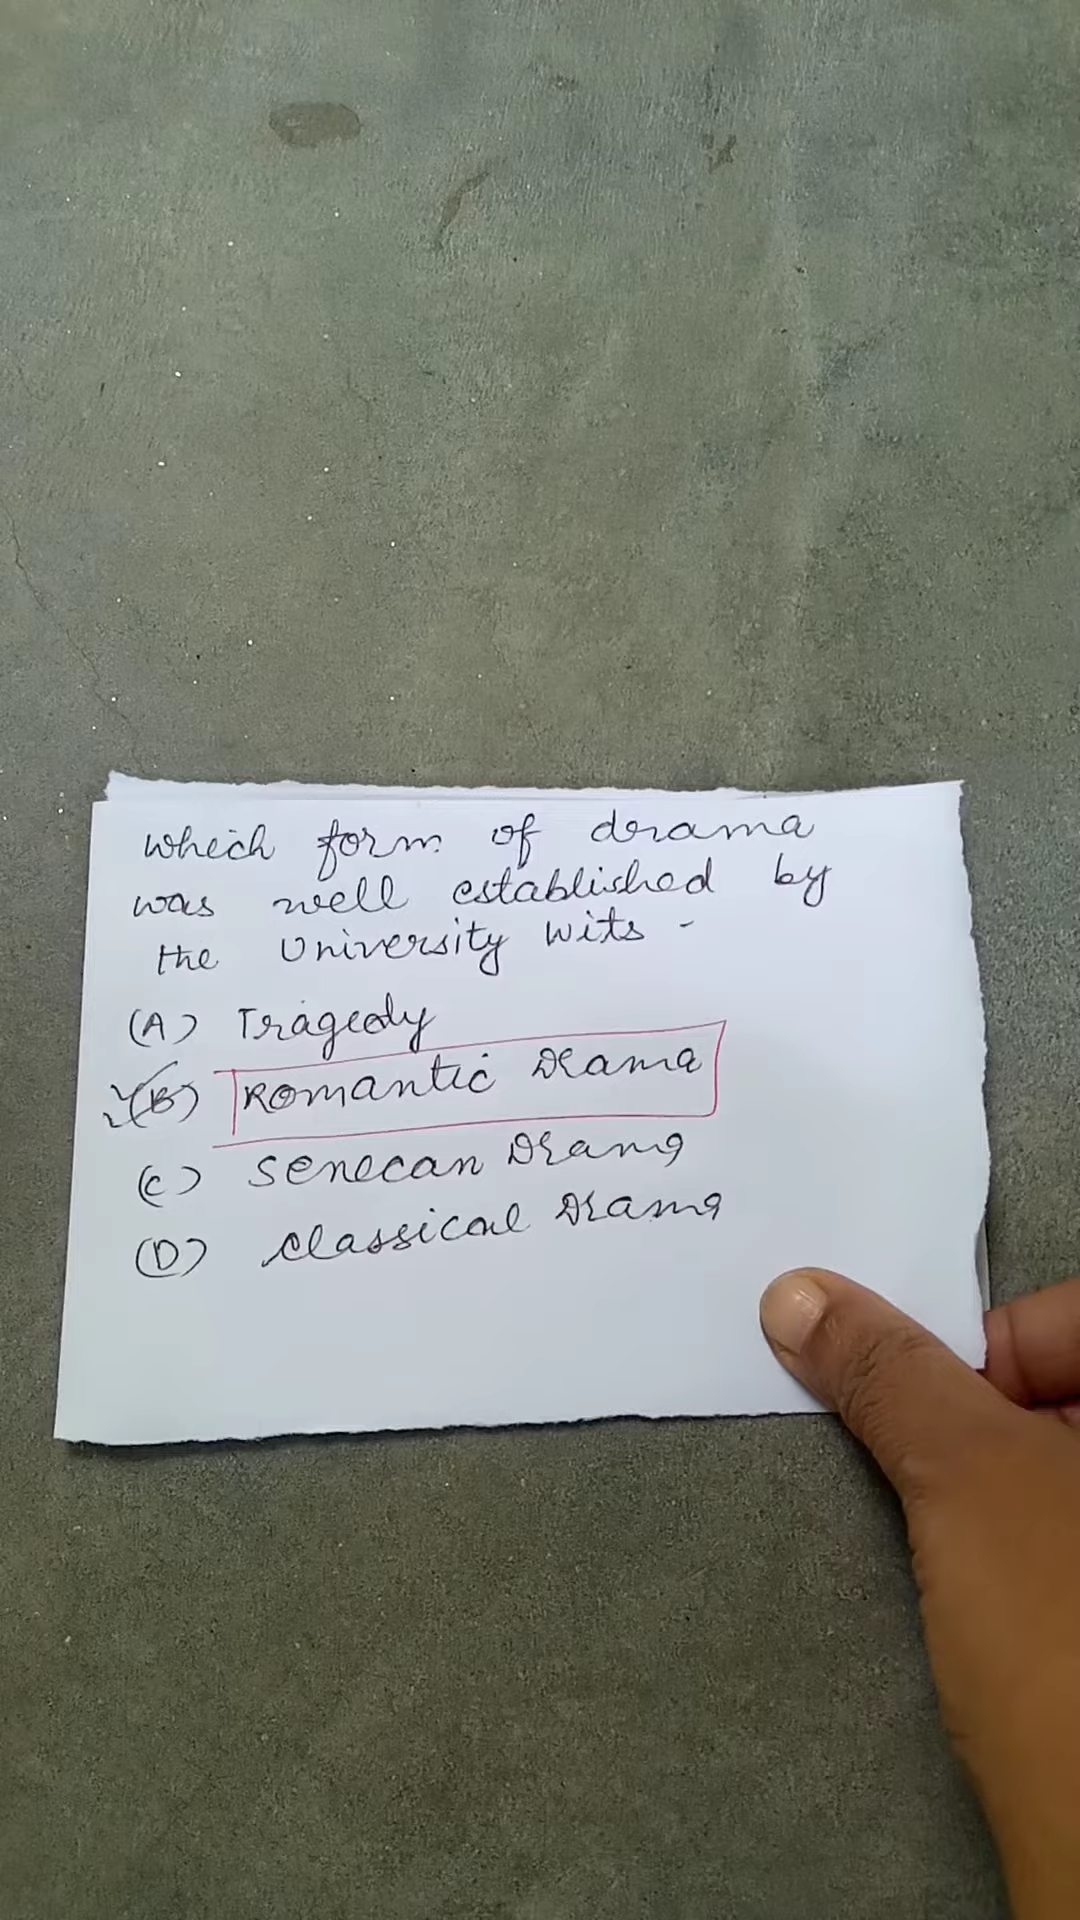 which form of drama
was well established by
the University wits -
(A) Tragedy
(B) Romantic Drama
(C) Senecan Drama
(D) classical Drama